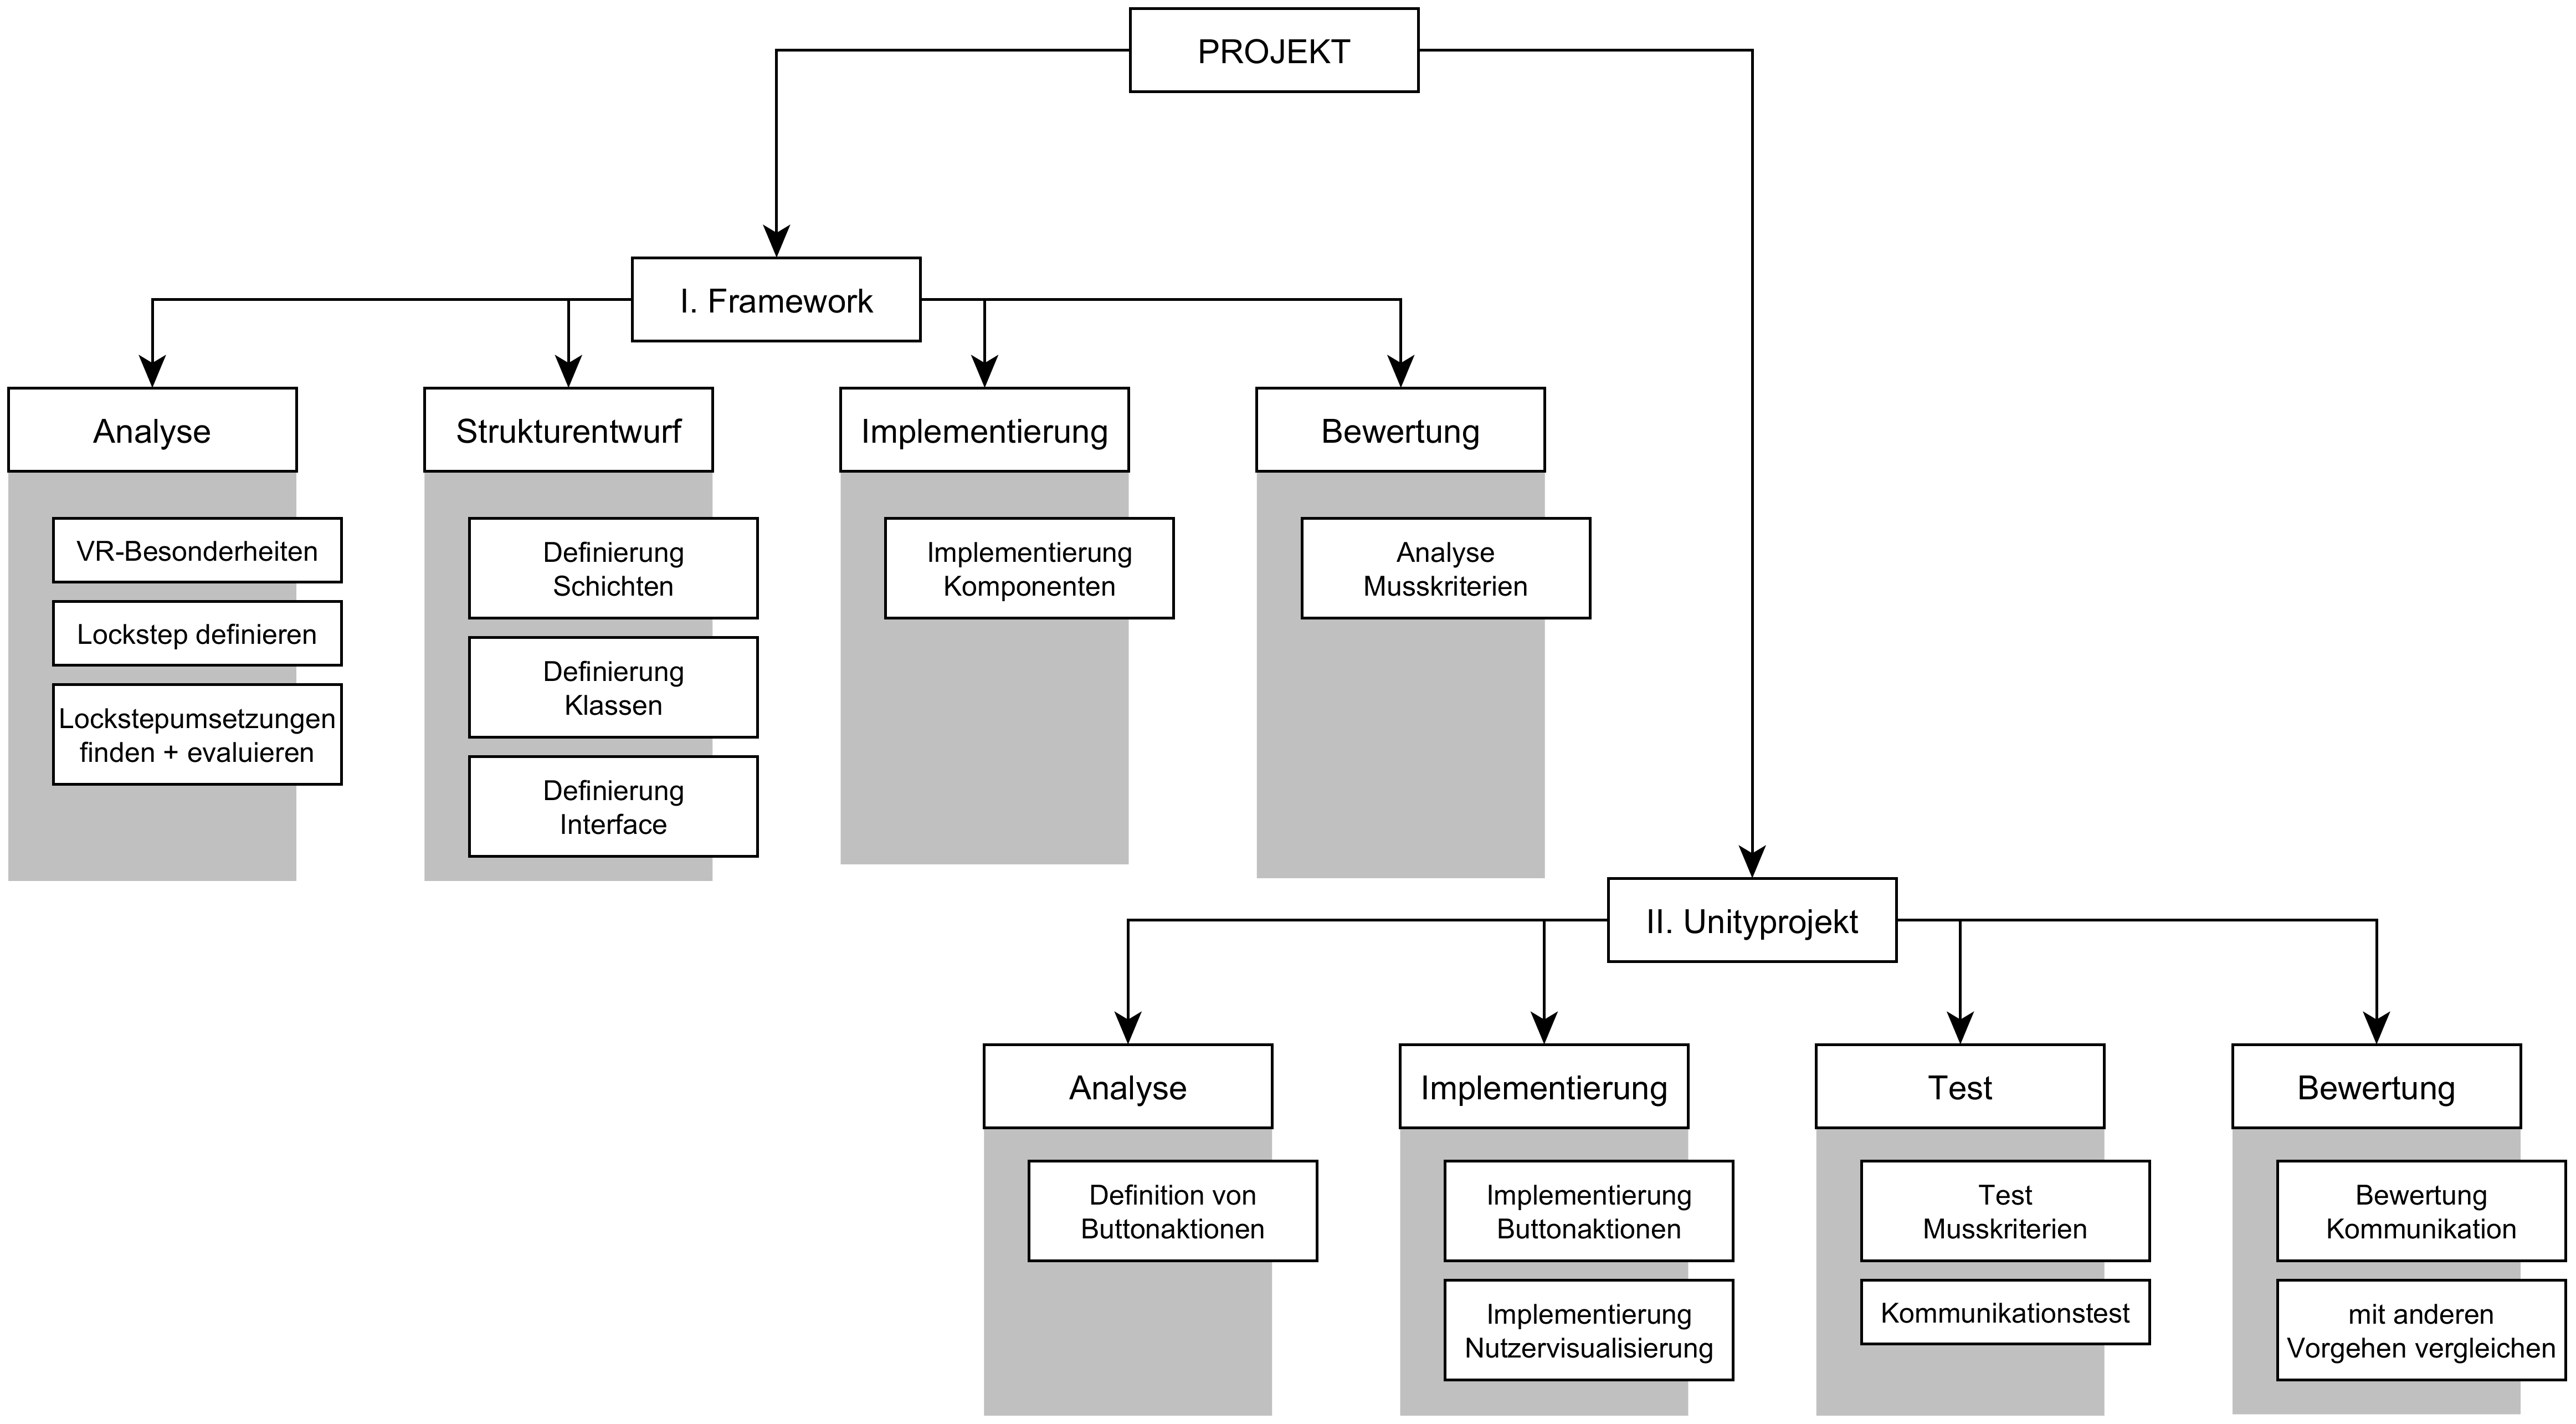 PROJEKT
I. Framework
Analyse
VR-Besonderheiten
Lockstep definieren
Lockstepumsetzungen
finden + evaluieren
Strukturentwurf
Definierung
Schichten
Definierung
Klassen
Definierung
Interface
Implementierung
Implementierung
Komponenten
Bewertung
Analyse
Musskriterien
II. Unityprojekt
Analyse
Definition von
Buttonaktionen
Implementierung
Implementierung
Buttonaktionen
Implementierung
Nutzervisualisierung
Test
Test
Musskriterien
Kommunikationstest
Bewertung
Bewertung
Kommunikation
mit anderen
Vorgehen vergleichen